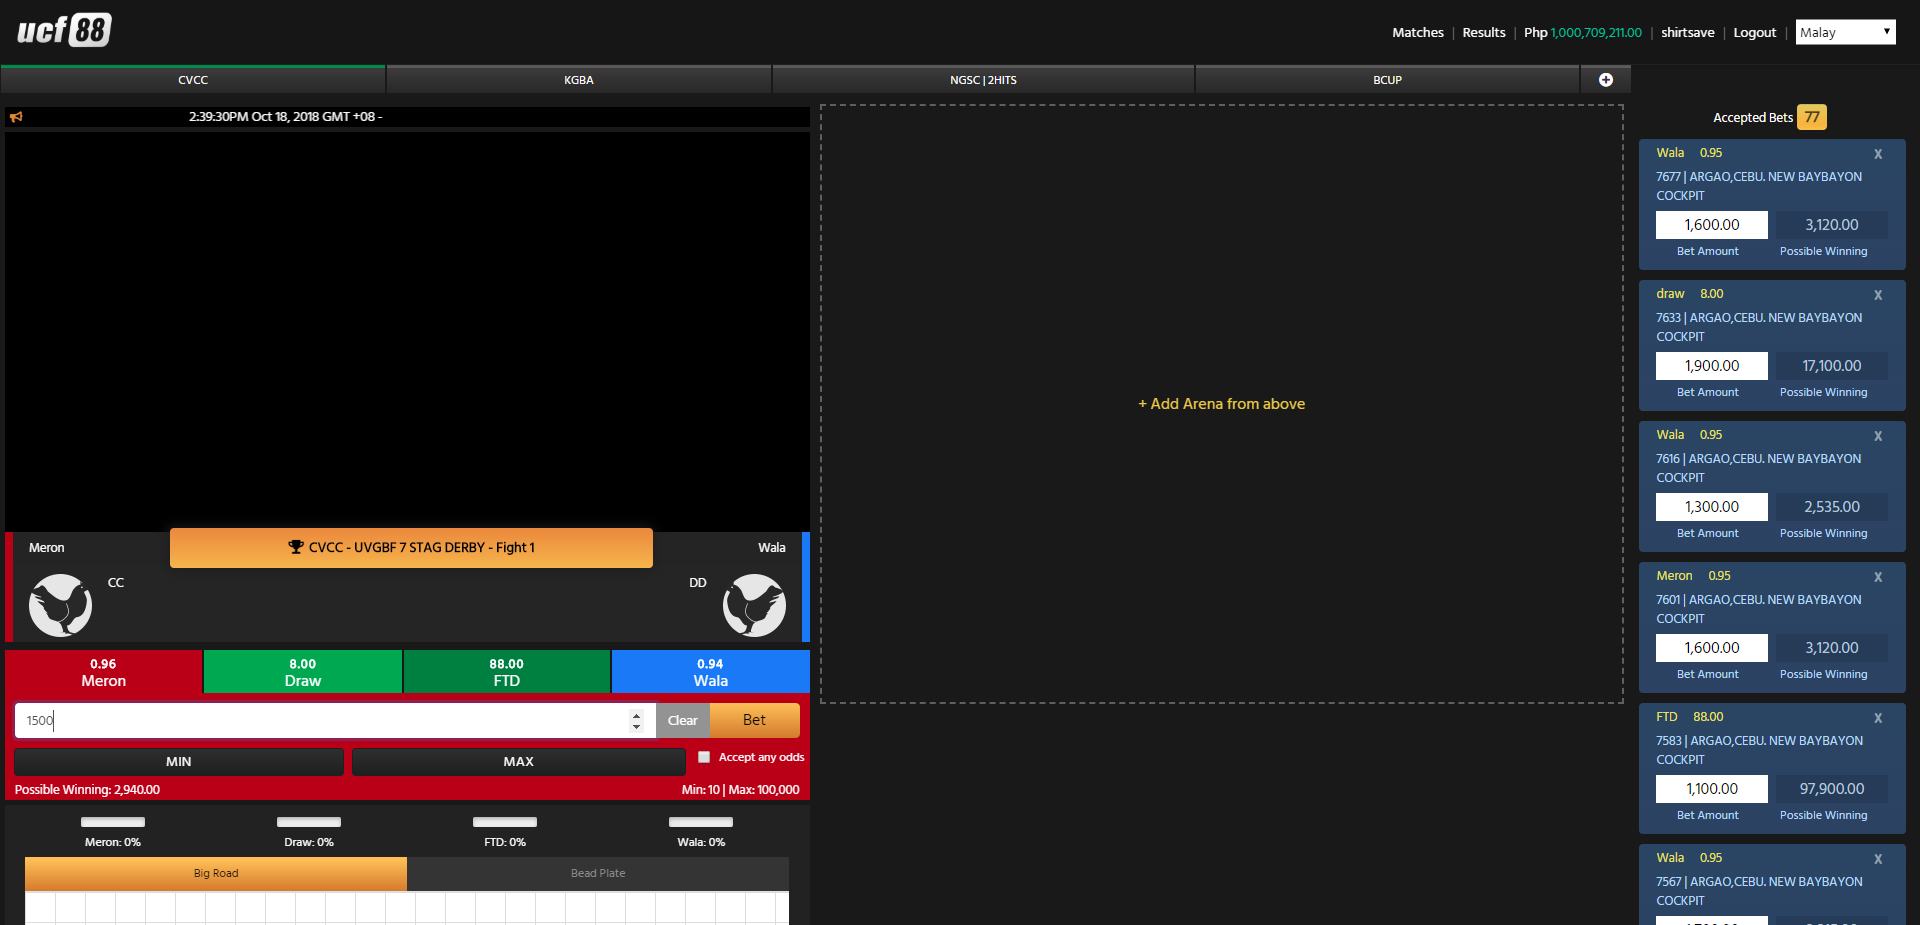 ucf88
Matches | Results | Php 1,000,709,211.00 | shirtsave | Logout | Malay
CVCC
KGBA
NGSC | 2HITS
BCUP
2:39:30PM Oct 18, 2018 GMT +08 -
Meron
CVCC - UVGBF 7 STAG DERBY - Fight 1
Wala
CC
DD
0.96
Meron
8.00
Draw
88.00
FTD
0.94
Wala
1500
Clear
Bet
MIN
MAX
Accept any odds
Possible Winning: 2,940.00
Min: 10 | Max: 100,000
Meron: 0%
Draw: 0%
FTD: 0%
Wala: 0%
Big Road
Bead Plate
+ Add Arena from above
Accepted Bets 77
Wala 0.95 X
7677 | ARGAO,CEBU. NEW BAYBAYON
COCKPIT
1,600.00 3,120.00
Bet Amount Possible Winning
draw 8.00 X
7633 | ARGAO,CEBU. NEW BAYBAYON
COCKPIT
1,900.00 17,100.00
Bet Amount Possible Winning
Wala 0.95 X
7616 | ARGAO,CEBU. NEW BAYBAYON
COCKPIT
1,300.00 2,535.00
Bet Amount Possible Winning
Meron 0.95 X
7601 | ARGAO,CEBU. NEW BAYBAYON
COCKPIT
1,600.00 3,120.00
Bet Amount Possible Winning
FTD 88.00 X
7583 | ARGAO,CEBU. NEW BAYBAYON
COCKPIT
1,100.00 97,900.00
Bet Amount Possible Winning
Wala 0.95 X
7567 | ARGAO,CEBU. NEW BAYBAYON
COCKPIT